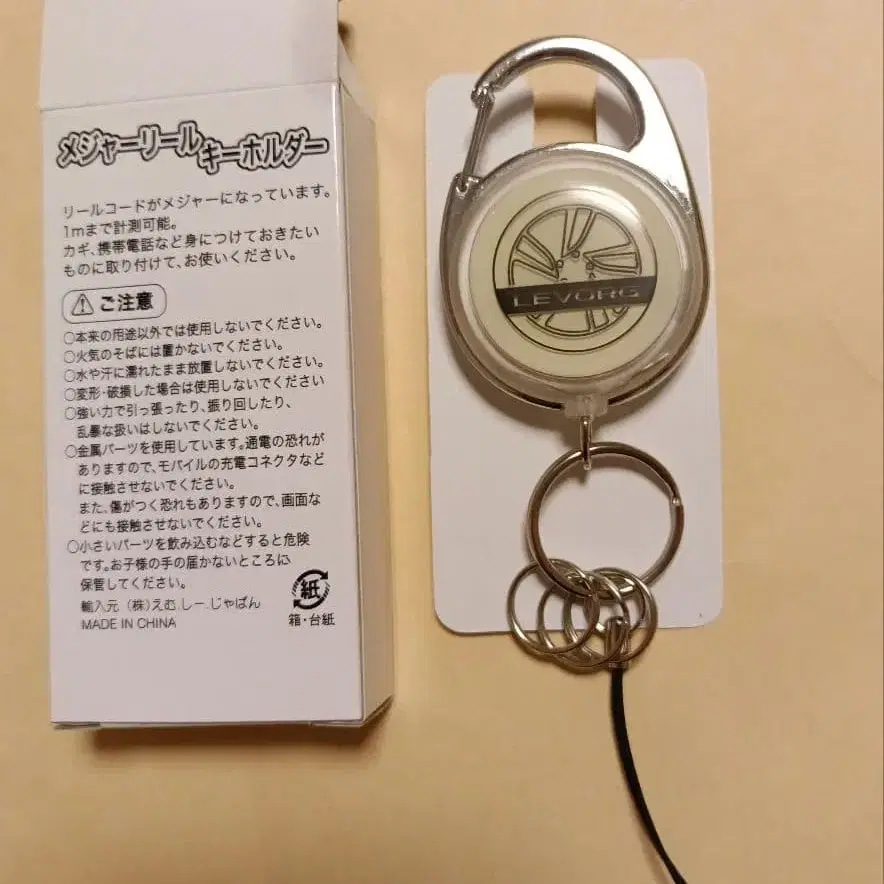 メジャーリール
キーホルダー
リールコードがメジャーになっています。
1mまで計測可能。
カギ、携帯電話など身につけておきたい
ものに取り付けて、お使いください。
ご注意
○本来の用途以外では使用しないでください。
○火気のそばには置かないでください。
○水や汗に濡れたまま放置しないでください。
○変形・破損した場合は使用しないでください
○強い力で引っ張ったり、振り回したり、
乱暴な扱いはしないでください。
○金属パーツを使用しています。通電の恐れが
ありますので、モバイルの充電コネクタなど
に接触させないでください。
また、傷がつく恐れもありますので、画面な
どにも接触させないでください。
○小さいパーツを飲み込むなどすると危険
です。お子様の手の届かないところに
保管してください。
輸入元 (株)えむ.しー.じゃぱん
MADE IN CHINA
紙
箱・台紙
LEVORG